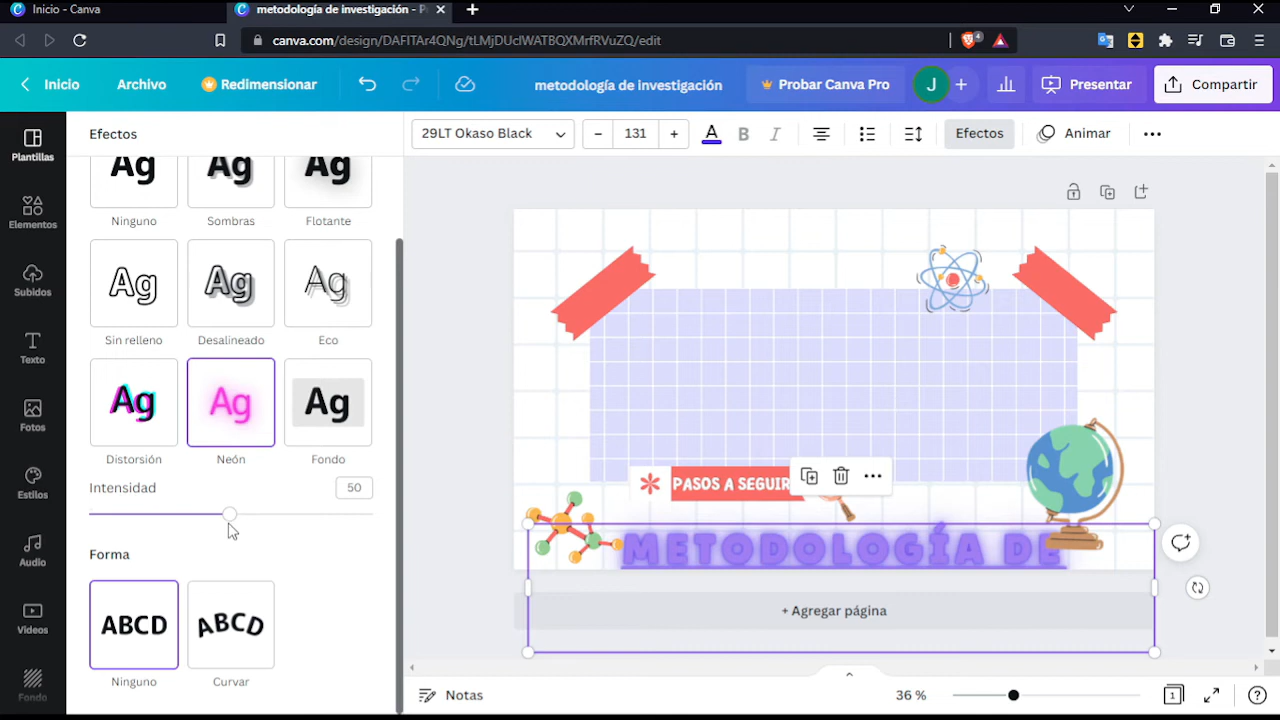 Inicio - Canva
metodología de investigación - P
canva.com/design/DAFITAr4QNg/tLMjDUclWATBQXMrfRVuZQ/edit
4
Inicio
Archivo
Redimensionar
metodología de investigación
Probar Canva Pro
J
Presentar
Compartir
Plantillas
Elementos
Subidos
Texto
Fotos
Estilos
Audio
Videos
Fondo
Efectos
29LT Okaso Black
131
A
B
I
Efectos
Animar
Ag
Ag
Ag
Ninguno
Sombras
Flotante
Ag
Ag
Ag
Sin relleno
Desalineado
Eco
Ag
Ag
Ag
Distorsión
Neón
Fondo
Intensidad
50
Forma
ABCD
ABCD
Ninguno
Curvar
PASOS A SEGUIR
METODOLOGÍA DE
+ Agregar página
Notas
36 %
1
?